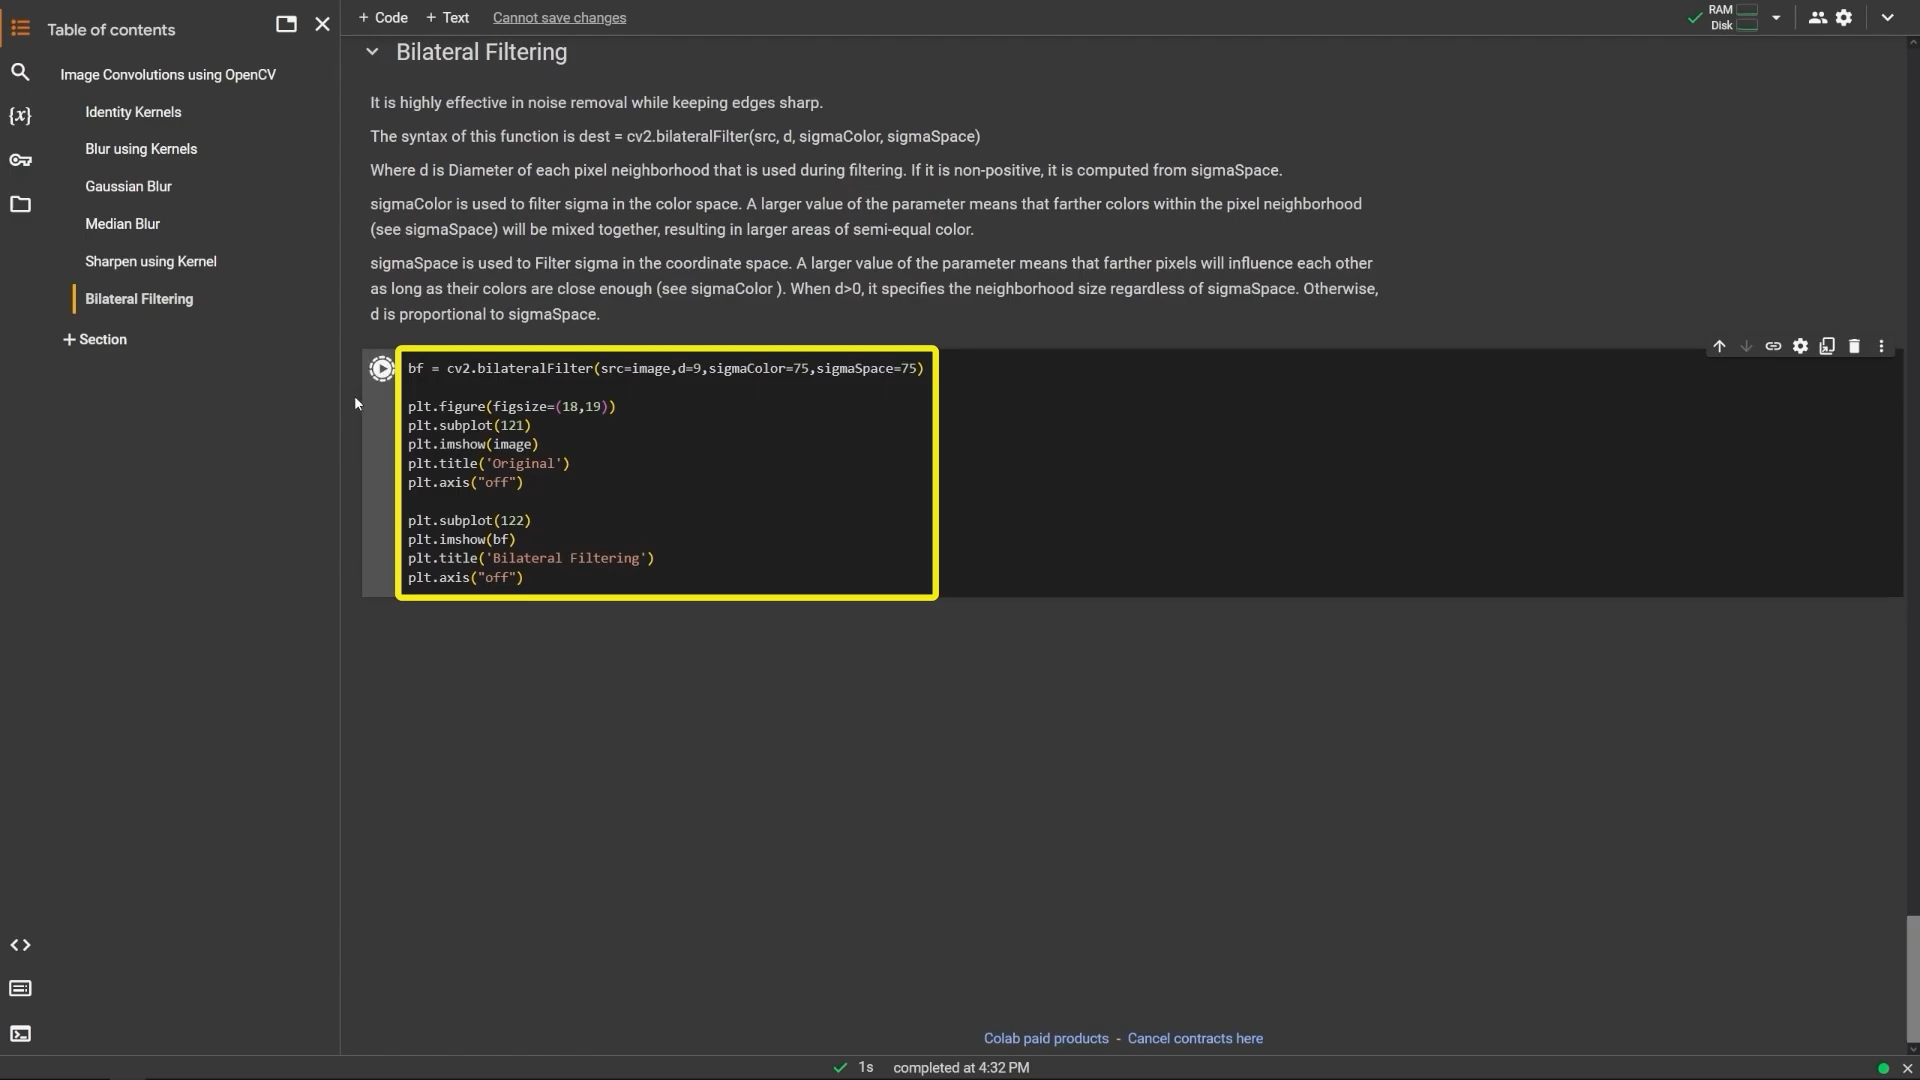 Table of contents
Image Convolutions using OpenCV
Identity Kernels
Blur using Kernels
Gaussian Blur
Median Blur
Sharpen using Kernel
Bilateral Filtering
+ Section
+ Code + Text Cannot save changes
RAM
Disk
Bilateral Filtering
It is highly effective in noise removal while keeping edges sharp.
The syntax of this function is dest = cv2.bilateralFilter(src, d, sigmaColor, sigmaSpace)
Where d is Diameter of each pixel neighborhood that is used during filtering. If it is non-positive, it is computed from sigmaSpace.
sigmaColor is used to filter sigma in the color space. A larger value of the parameter means that farther colors within the pixel neighborhood
(see sigmaSpace) will be mixed together, resulting in larger areas of semi-equal color.
sigmaSpace is used to Filter sigma in the coordinate space. A larger value of the parameter means that farther pixels will influence each other
as long as their colors are close enough (see sigmaColor ). When d>0, it specifies the neighborhood size regardless of sigmaSpace. Otherwise,
d is proportional to sigmaSpace.
bf = cv2.bilateralFilter(src=image,d=9,sigmaColor=75,sigmaSpace=75)
plt.figure(figsize=(18,19))
plt.subplot(121)
plt.imshow(image)
plt.title('Original')
plt.axis("off")
plt.subplot(122)
plt.imshow(bf)
plt.title('Bilateral Filtering')
plt.axis("off")
Colab paid products - Cancel contracts here
1s completed at 4:32 PM